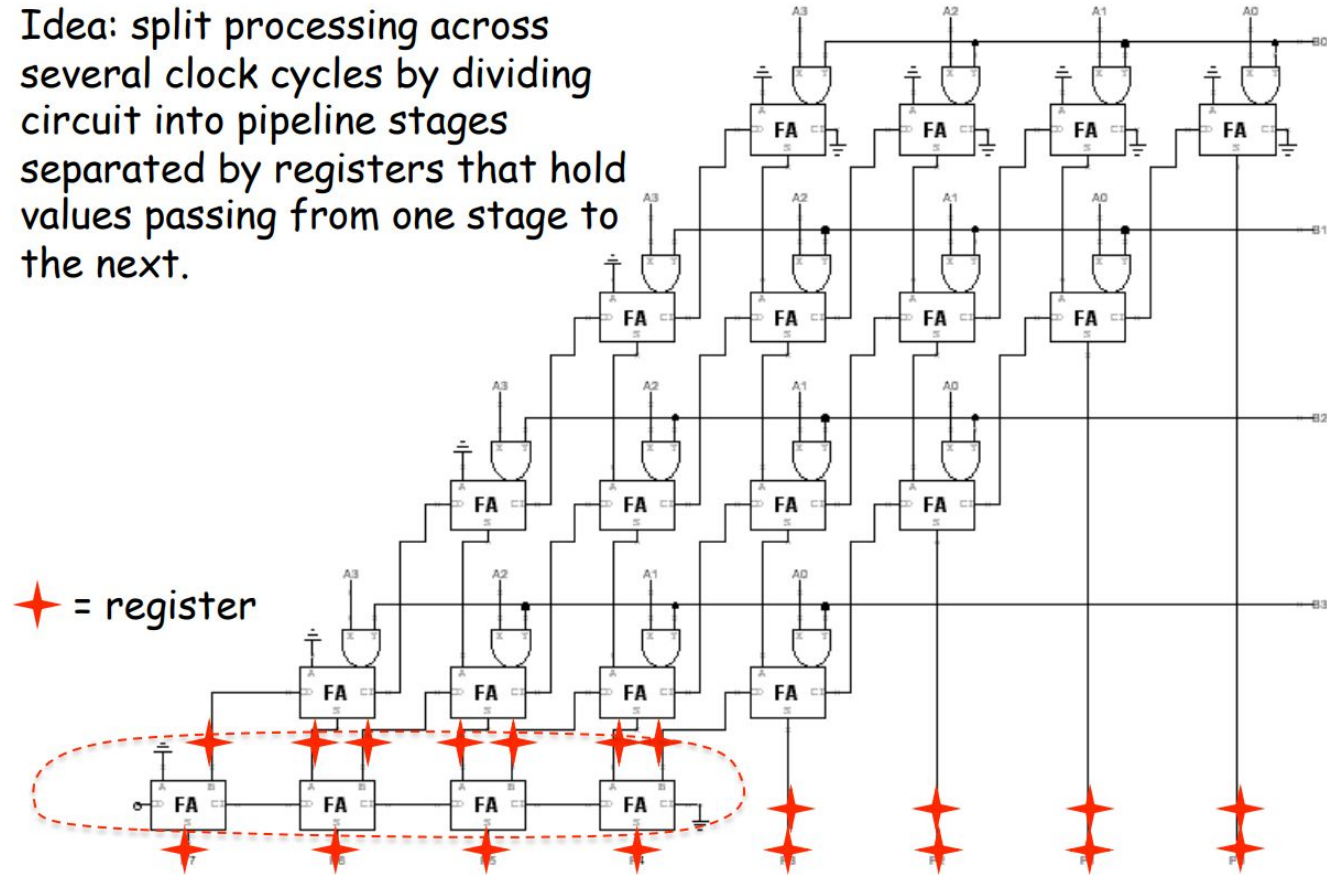 Idea: split processing across
several clock cycles by dividing
circuit into pipeline stages
separated by registers that hold
values passing from one stage to
the next.
A3 A2 A1 A0
B0
FA FA FA FA
A3 A2 A1 A0
B1
FA FA FA FA
A3 A2 A1 A0
B2
FA FA FA FA
= register
A3 A2 A1 A0
B3
FA FA FA FA
FA FA FA FA